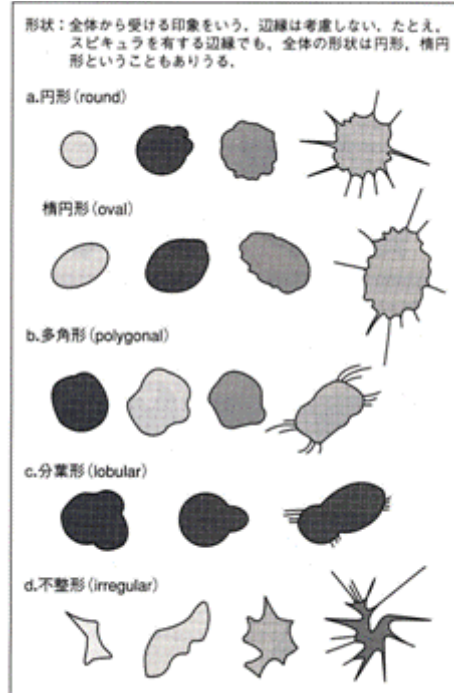 形状：全体から受ける印象をいう．辺縁は考慮しない．たとえ，
スピキュラを有する辺縁でも，全体の形状は円形，楕円
形ということもありうる．
a.円形(round)
楕円形(oval)
b.多角形(polygonal)
c.分葉形(lobular)
d.不整形(irregular)